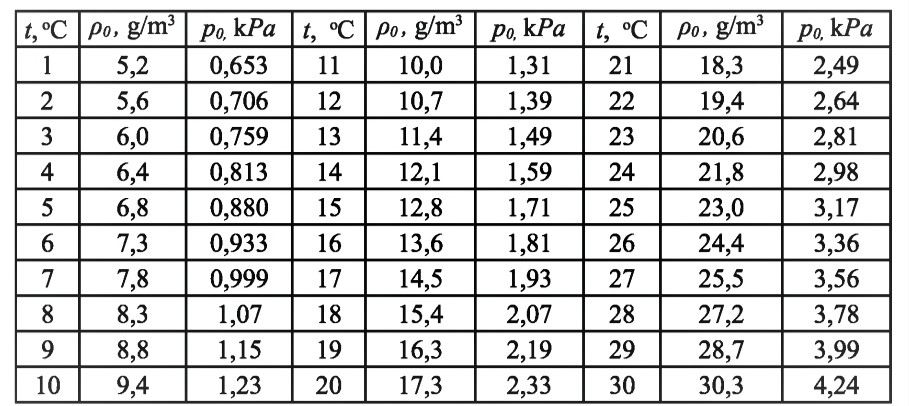 t, °C ρ₀, g/m³ p₀, kPa t, °C ρ₀, g/m³ p₀, kPa t, °C ρ₀, g/m³ p₀, kPa
1 5,2 0,653 11 10,0 1,31 21 18,3 2,49
2 5,6 0,706 12 10,7 1,39 22 19,4 2,64
3 6,0 0,759 13 11,4 1,49 23 20,6 2,81
4 6,4 0,813 14 12,1 1,59 24 21,8 2,98
5 6,8 0,880 15 12,8 1,71 25 23,0 3,17
6 7,3 0,933 16 13,6 1,81 26 24,4 3,36
7 7,8 0,999 17 14,5 1,93 27 25,5 3,56
8 8,3 1,07 18 15,4 2,07 28 27,2 3,78
9 8,8 1,15 19 16,3 2,19 29 28,7 3,99
10 9,4 1,23 20 17,3 2,33 30 30,3 4,24